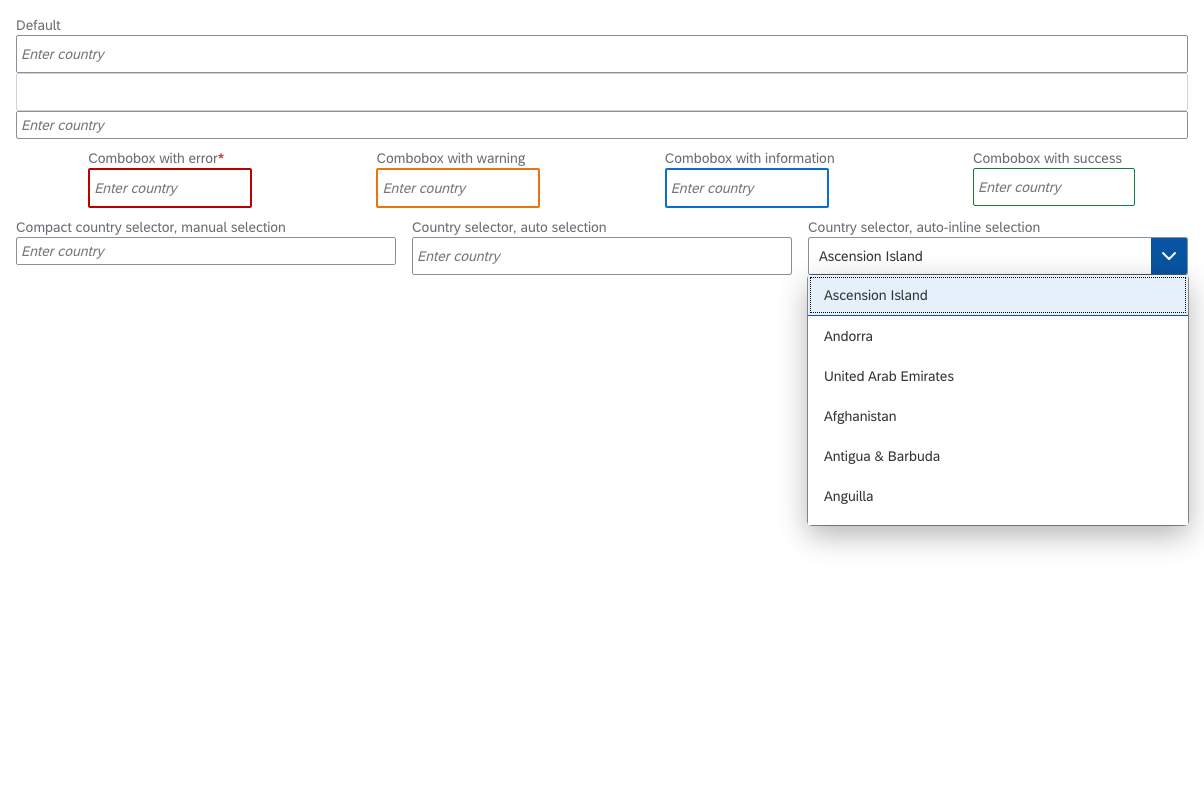 Default
Enter country
Enter country
Combobox with error*
Combobox with warning
Combobox with information
Combobox with success
Enter country
Enter country
Enter country
Enter country
Compact country selector, manual selection
Country selector, auto selection
Country selector, auto-inline selection
Enter country
Enter country
Ascension Island
Ascension Island
Andorra
United Arab Emirates
Afghanistan
Antigua & Barbuda
Anguilla